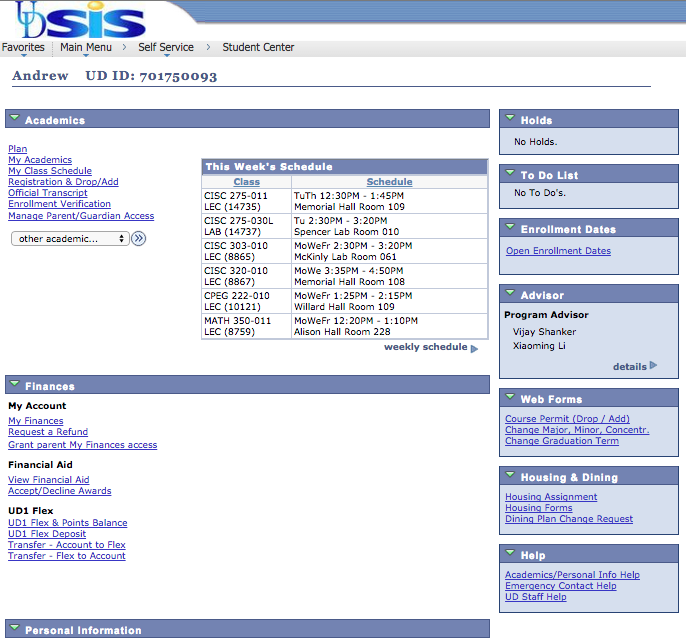 UDSIS
Favorites Main Menu > Self Service > Student Center
Andrew UD ID: 701750093
Academics
Plan
My Academics
My Class Schedule
Registration & Drop/Add
Official Transcript
Enrollment Verification
Manage Parent/Guardian Access
other academic...
This Week's Schedule
Class Schedule
CISC 275-011 TuTh 12:30PM - 1:45PM
LEC (14735) Memorial Hall Room 109
CISC 275-030L Tu 2:30PM - 3:20PM
LAB (14737) Spencer Lab Room 010
CISC 303-010 MoWeFr 2:30PM - 3:20PM
LEC (8865) McKinly Lab Room 061
CISC 320-010 MoWe 3:35PM - 4:50PM
LEC (8867) Memorial Hall Room 108
CPEG 222-010 MoWeFr 1:25PM - 2:15PM
LEC (10121) Willard Hall Room 109
MATH 350-011 MoWeFr 12:20PM - 1:10PM
LEC (8759) Alison Hall Room 228
weekly schedule
Finances
My Account
My Finances
Request a Refund
Grant parent My Finances access
Financial Aid
View Financial Aid
Accept/Decline Awards
UD1 Flex
UD1 Flex & Points Balance
UD1 Flex Deposit
Transfer - Account to Flex
Transfer - Flex to Account
Personal Information
Holds
No Holds.
To Do List
No To Do's.
Enrollment Dates
Open Enrollment Dates
Advisor
Program Advisor
Vijay Shanker
Xiaoming Li
details
Web Forms
Course Permit (Drop / Add)
Change Major, Minor, Concentr.
Change Graduation Term
Housing & Dining
Housing Assignment
Housing Forms
Dining Plan Change Request
Help
Academics/Personal Info Help
Emergency Contact Help
UD Staff Help